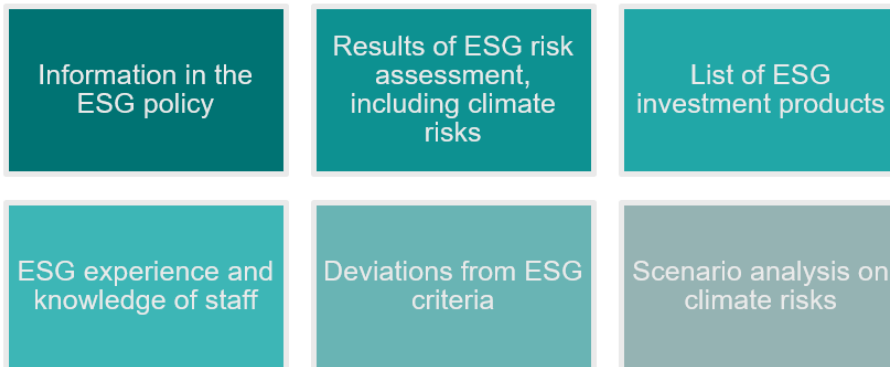 Information in the
ESG policy
Results of ESG risk
assessment,
including climate
risks
List of ESG
investment products
ESG experience and
knowledge of staff
Deviations from ESG
criteria
Scenario analysis on
climate risks